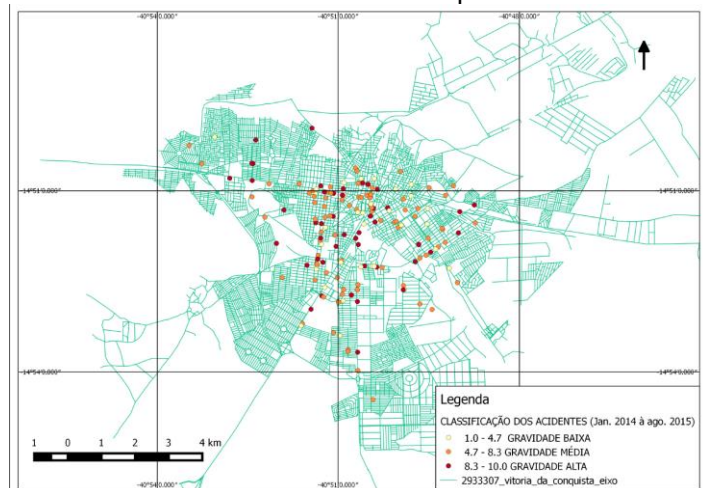 -40°54'0.000" -40°51'0.000" -40°48'0.000"
-14°51'0.000" -14°51'0.000"
-14°54'0.000" -14°54'0.000"
Legenda
CLASSIFICAÇÃO DOS ACIDENTES (Jan. 2014 à ago. 2015)
1.0 - 4.7 GRAVIDADE BAIXA
4.7 - 8.3 GRAVIDADE MÉDIA
8.3 - 10.0 GRAVIDADE ALTA
2933307_vitoria_da_conquista_eixo
1 0 1 2 3 4 km
-40°54'0.000" -40°51'0.000"